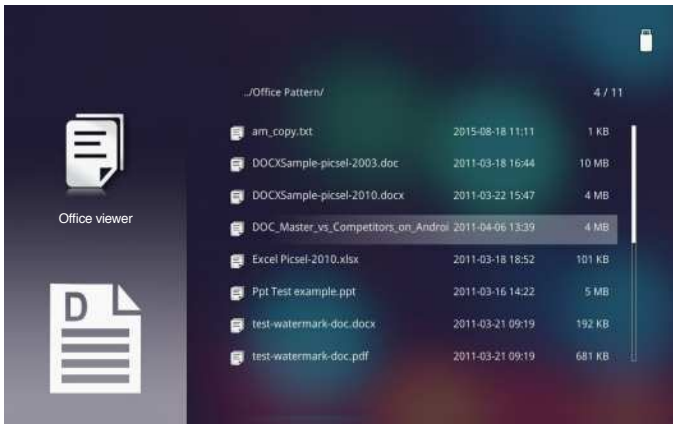 ../Office Pattern/ 4 / 11
am_copy.txt 2015-08-18 11:11 1 KB
DOCXSample-picsel-2003.doc 2011-03-18 16:44 10 MB
DOCXSample-picsel-2010.docx 2011-03-22 15:47 4 MB
Office viewer
DOC_Master_vs_Competitors_on_Androi 2011-04-06 13:39 4 MB
Excel Picsel-2010.xlsx 2011-03-18 18:52 101 KB
Ppt Test example.ppt 2011-03-16 14:22 5 MB
D
test-watermark-doc.docx 2011-03-21 09:19 192 KB
test-watermark-doc.pdf 2011-03-21 09:19 681 KB